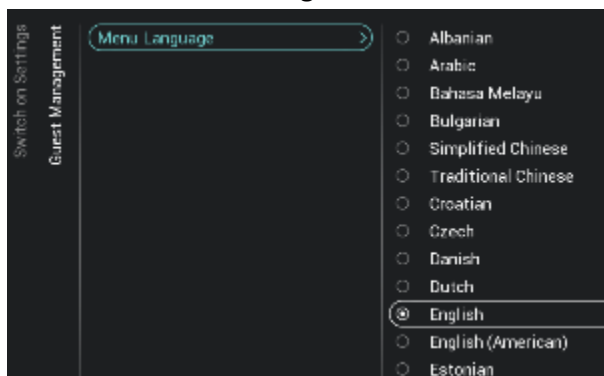 Switch on Settings
Guest Management
Menu Language
Albanian
Arabic
Bahasa Melayu
Bulgarian
Simplified Chinese
Traditional Chinese
Croatian
Czech
Danish
Dutch
English
English (American)
Estonian